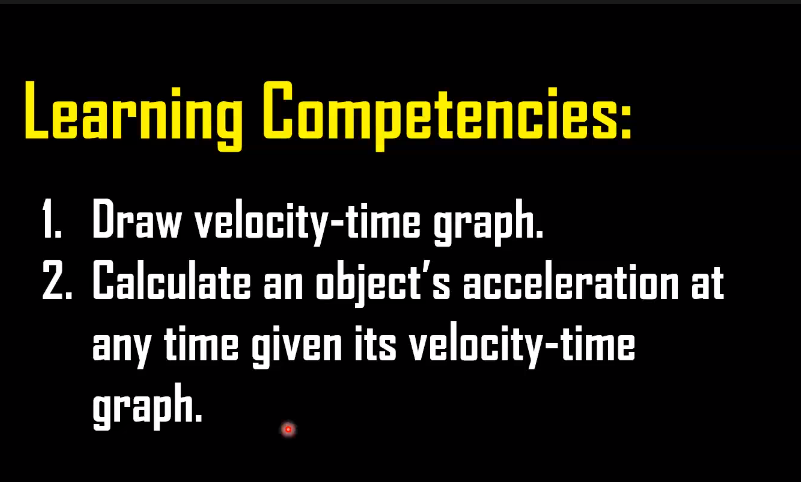 Learning Competencies:
1. Draw velocity-time graph.
2. Calculate an object's acceleration at
any time given its velocity-time
graph.